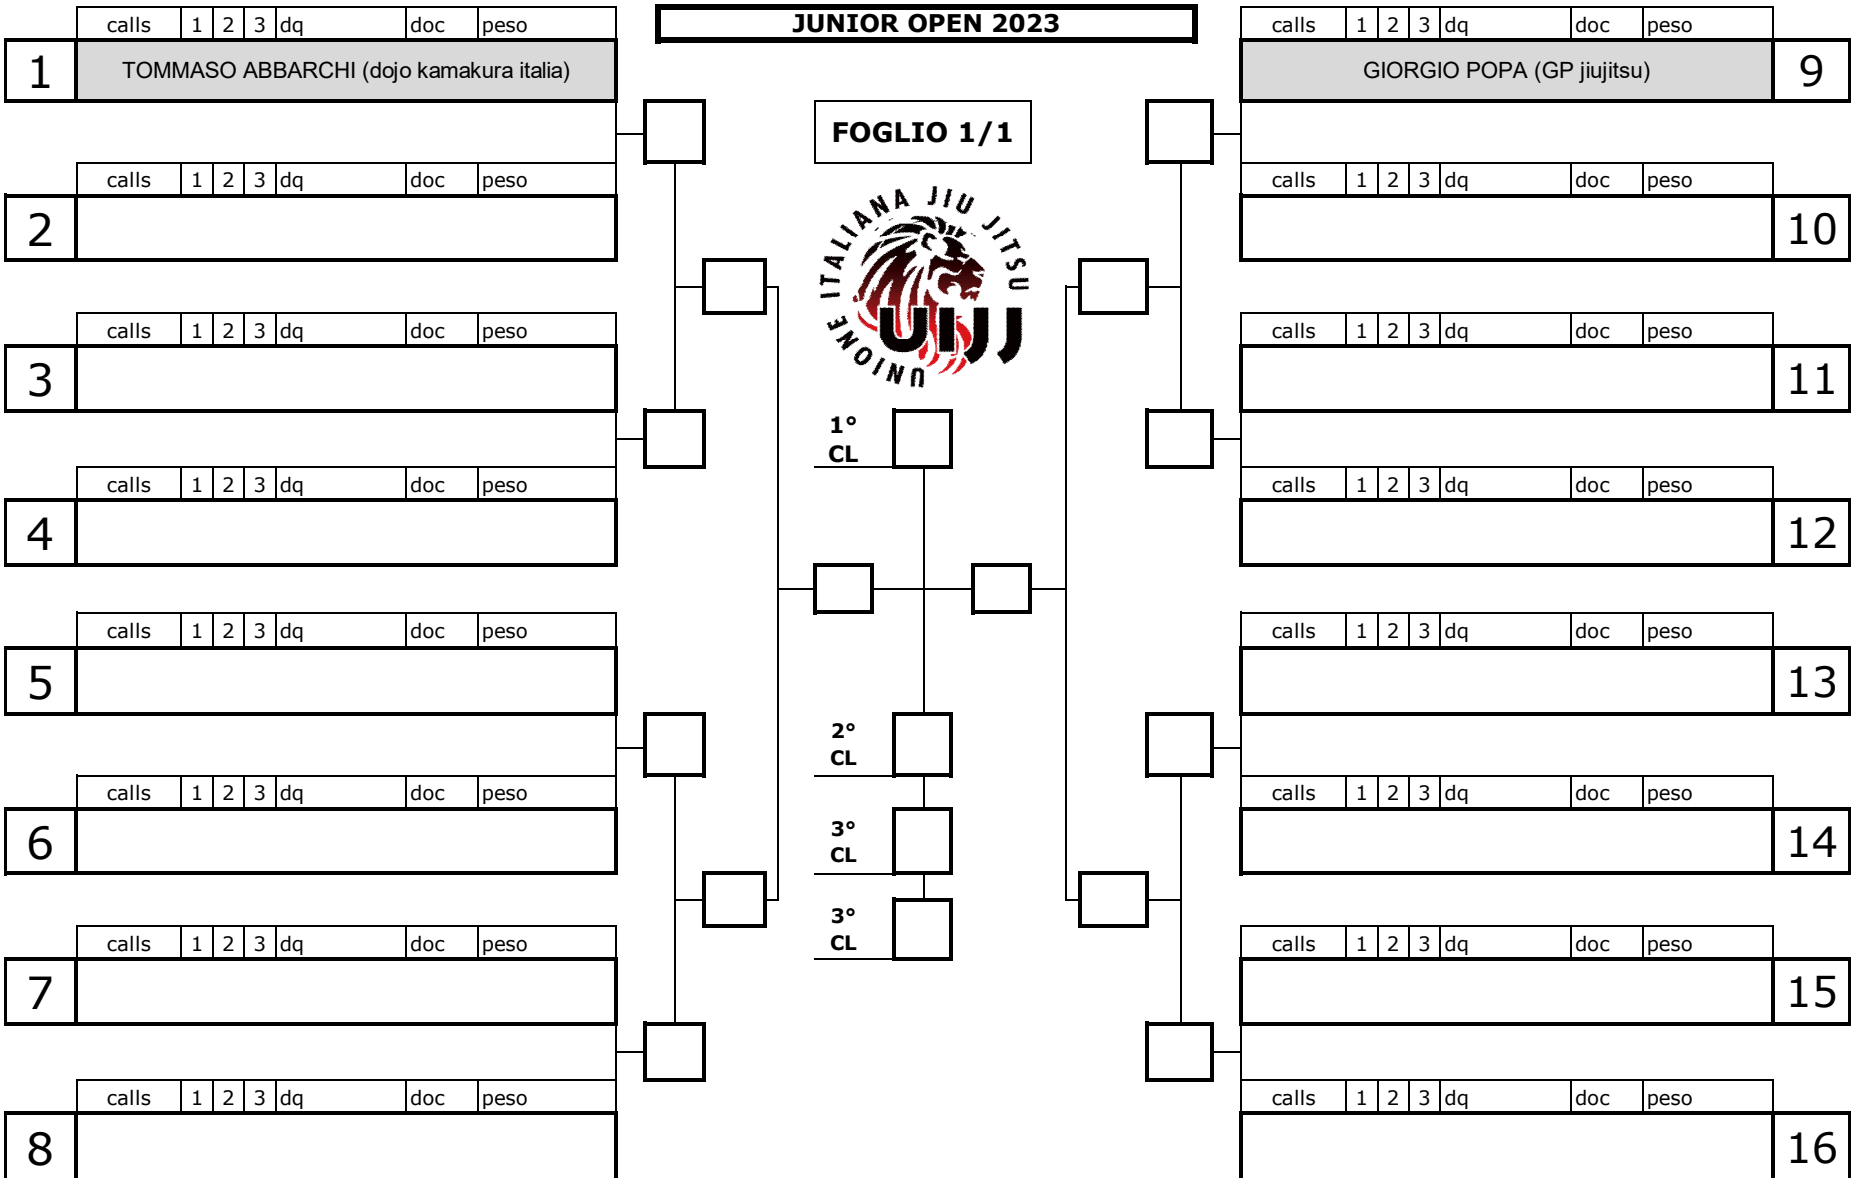 calls 1 2 3 dq doc peso
JUNIOR OPEN 2023
calls 1 2 3 dq doc peso
1 TOMMASO ABBARCHI (dojo kamakura italia)
GIORGIO POPA (GP jiujitsu) 9
FOGLIO 1/1
calls 1 2 3 dq doc peso
calls 1 2 3 dq doc peso
2
10
UNIONE ITALIANA JIU JITSU
UIJJ
calls 1 2 3 dq doc peso
calls 1 2 3 dq doc peso
3
11
1°
CL
calls 1 2 3 dq doc peso
calls 1 2 3 dq doc peso
4
12
calls 1 2 3 dq doc peso
calls 1 2 3 dq doc peso
5
13
2°
CL
calls 1 2 3 dq doc peso
calls 1 2 3 dq doc peso
3°
CL
6
14
3°
CL
calls 1 2 3 dq doc peso
calls 1 2 3 dq doc peso
7
15
calls 1 2 3 dq doc peso
calls 1 2 3 dq doc peso
8
16